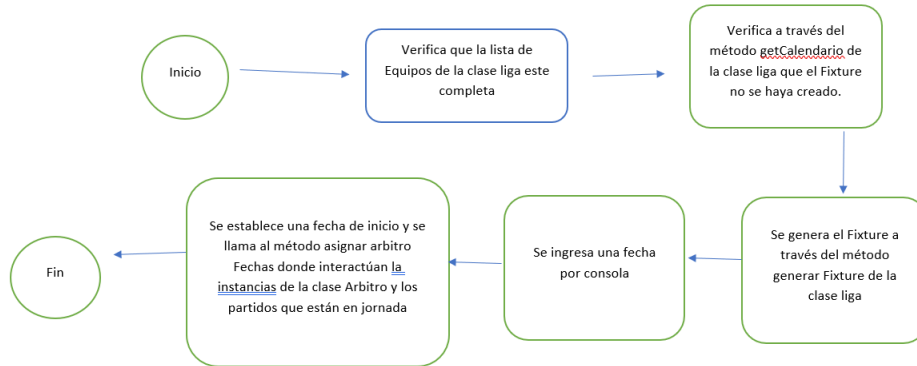 Inicio
Verifica que la lista de
Equipos de la clase liga este
completa
Verifica a través del
método getCalendario de
la clase liga que el Fixture
no se haya creado.
Se genera el Fixture a
través del método
generar Fixture de la
clase liga
Se ingresa una fecha
por consola
Se establece una fecha de inicio y se
llama al método asignar arbitro
Fechas donde interactúan la
instancias de la clase Arbitro y los
partidos que están en jornada
Fin